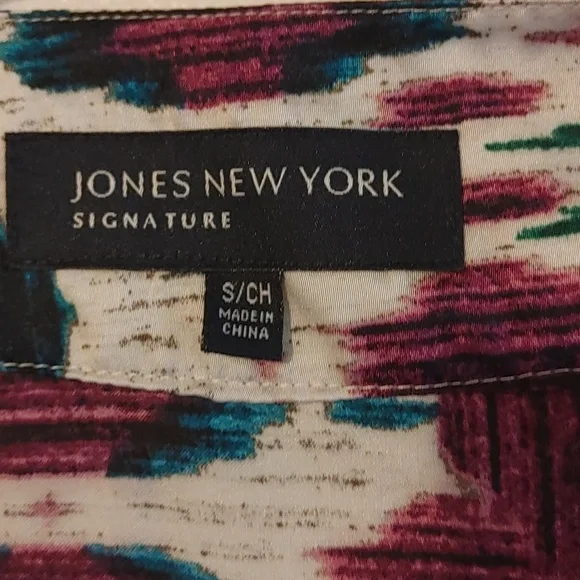 JONES NEW YORK
SIGNATURE
S/CH
MADE IN
CHINA